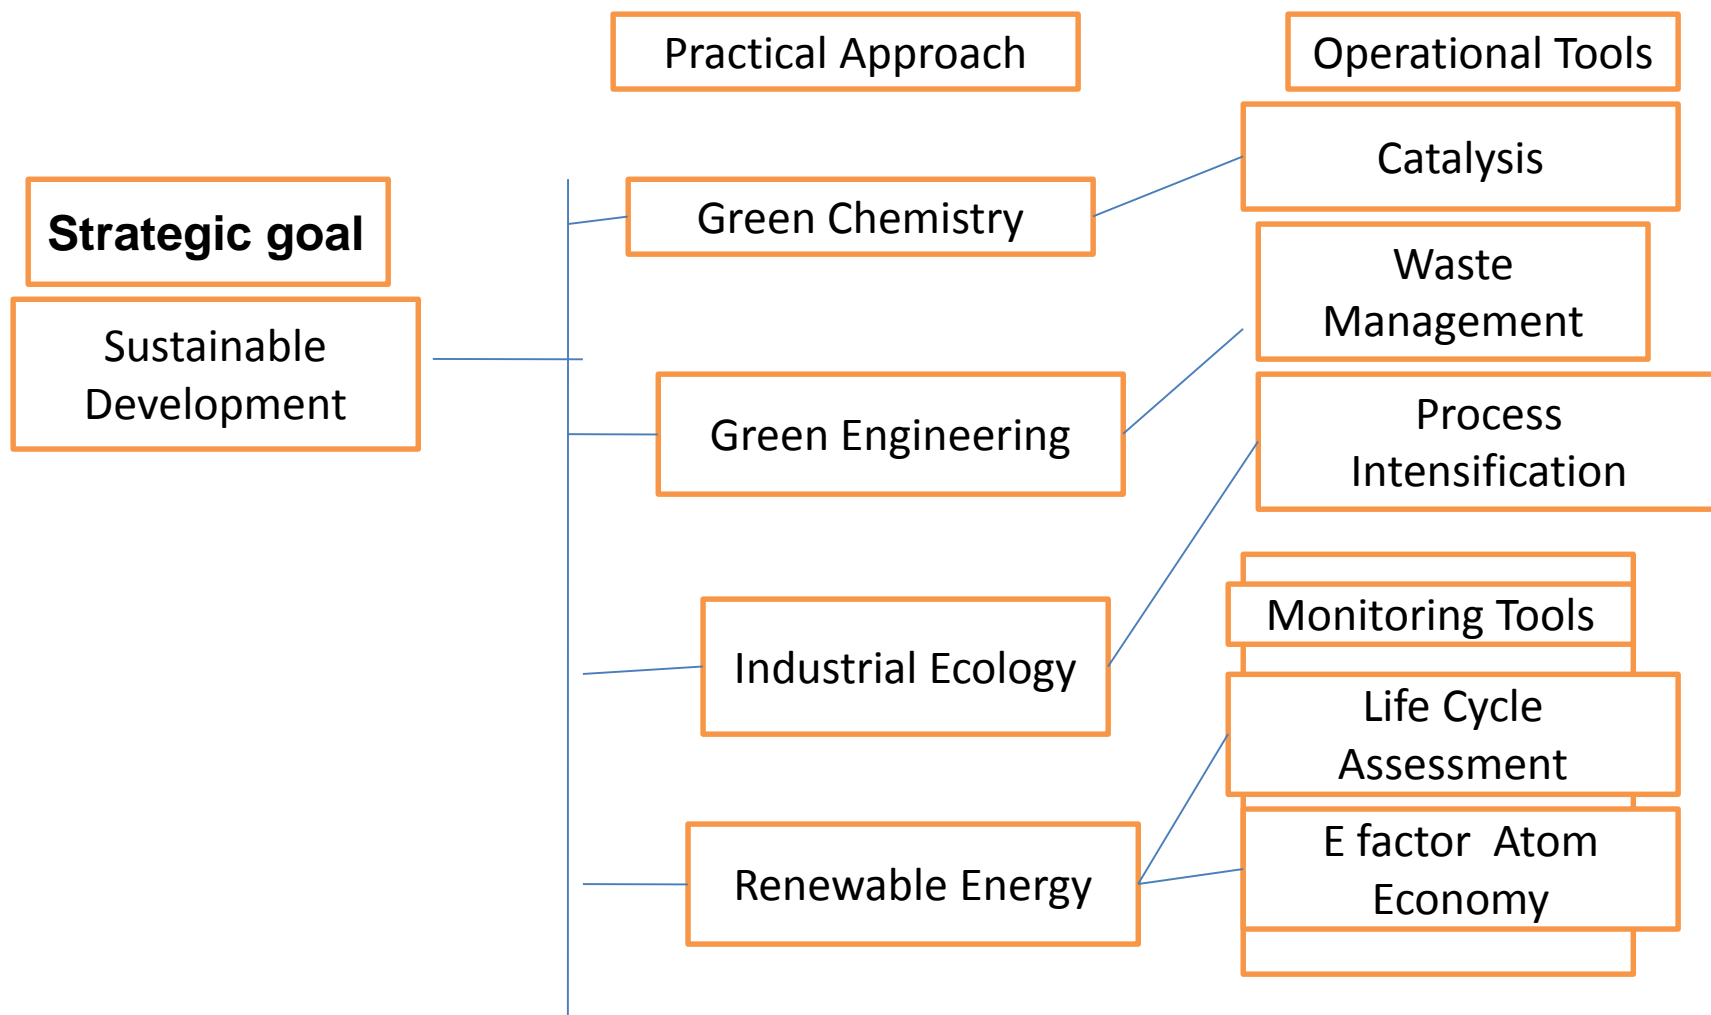 Practical Approach
Operational Tools
Strategic goal
Sustainable
Development
Green Chemistry
Green Engineering
Industrial Ecology
Renewable Energy
Catalysis
Waste
Management
Process
Intensification
Monitoring Tools
Life Cycle
Assessment
E factor  Atom
Economy